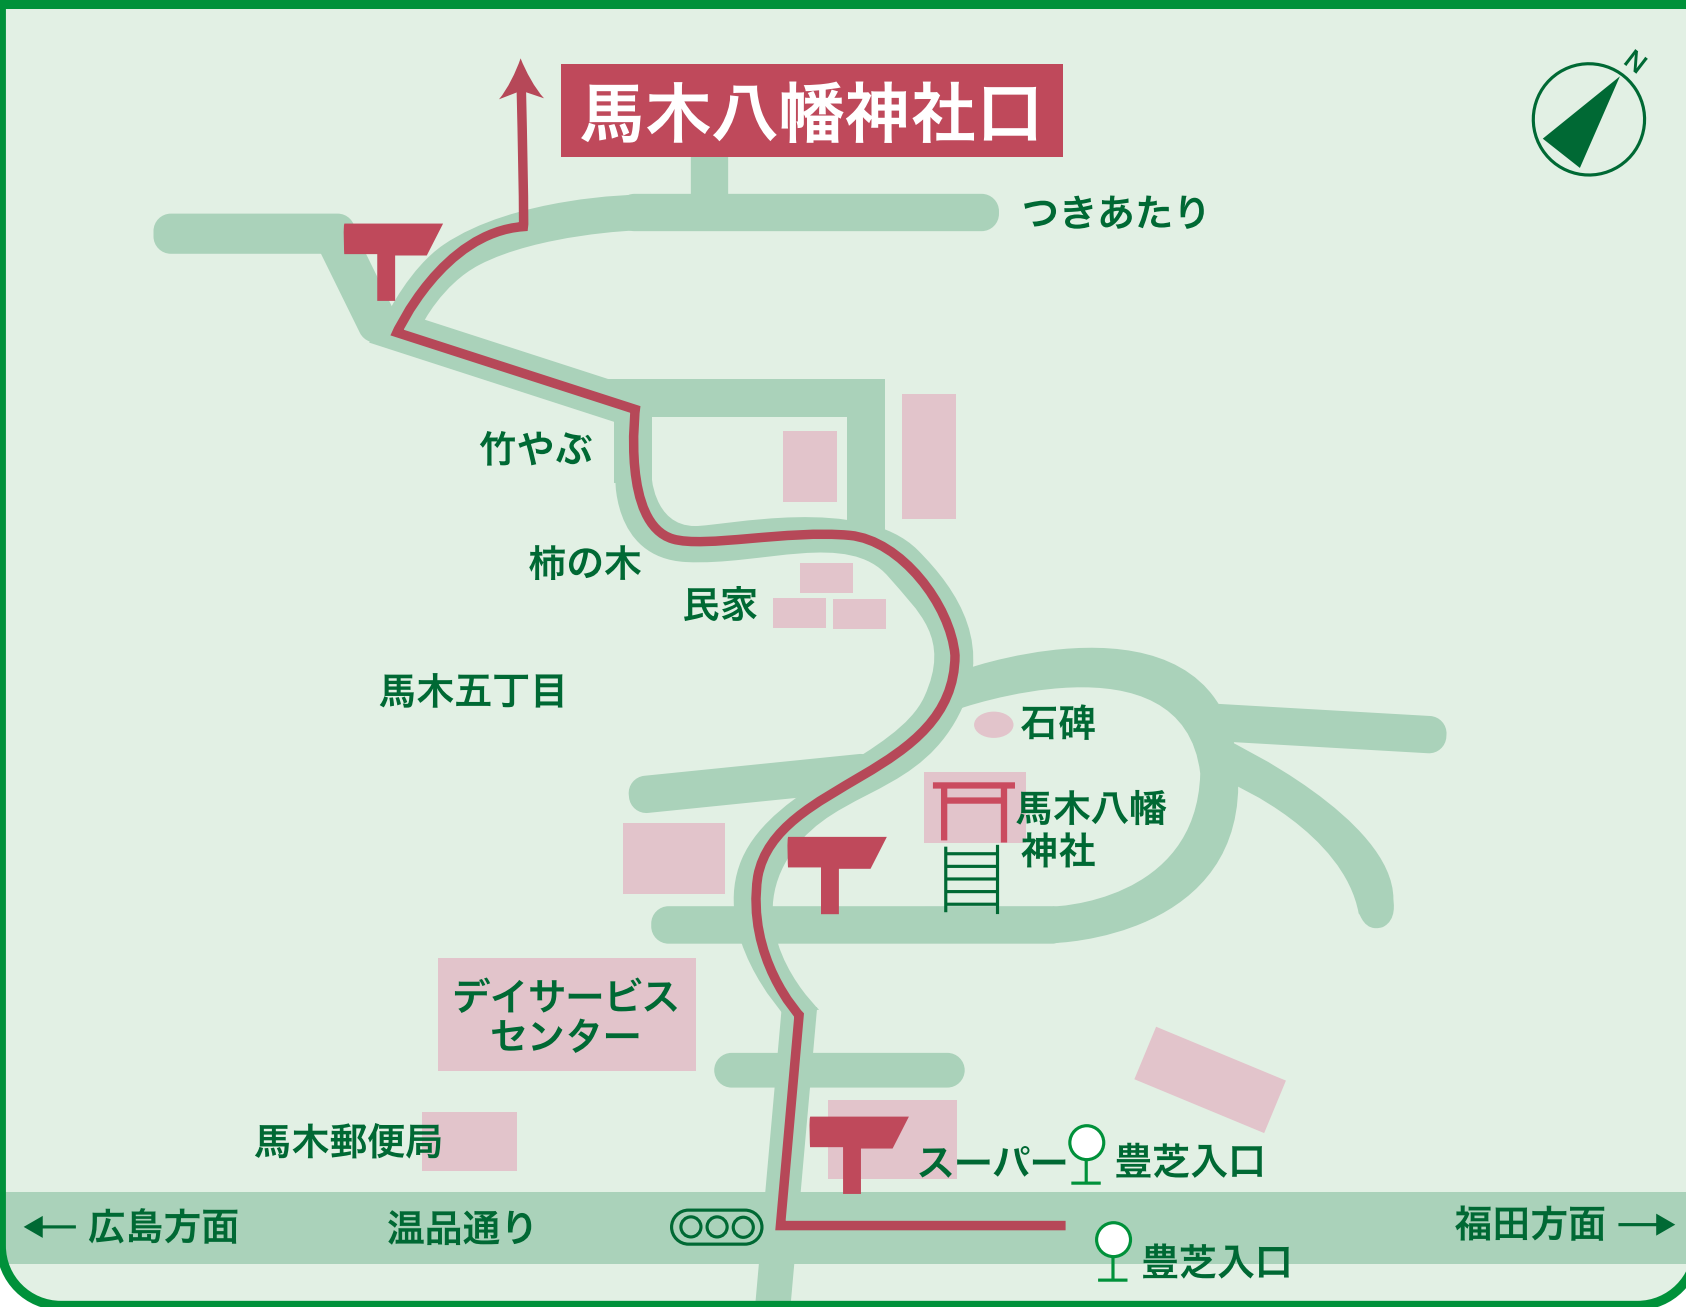 馬木八幡神社口
N
つきあたり
竹やぶ
柿の木
民家
馬木五丁目
石碑
馬木八幡
神社
デイサービス
センター
馬木郵便局
スーパー
豊芝入口
広島方面
温品通り
福田方面
豊芝入口